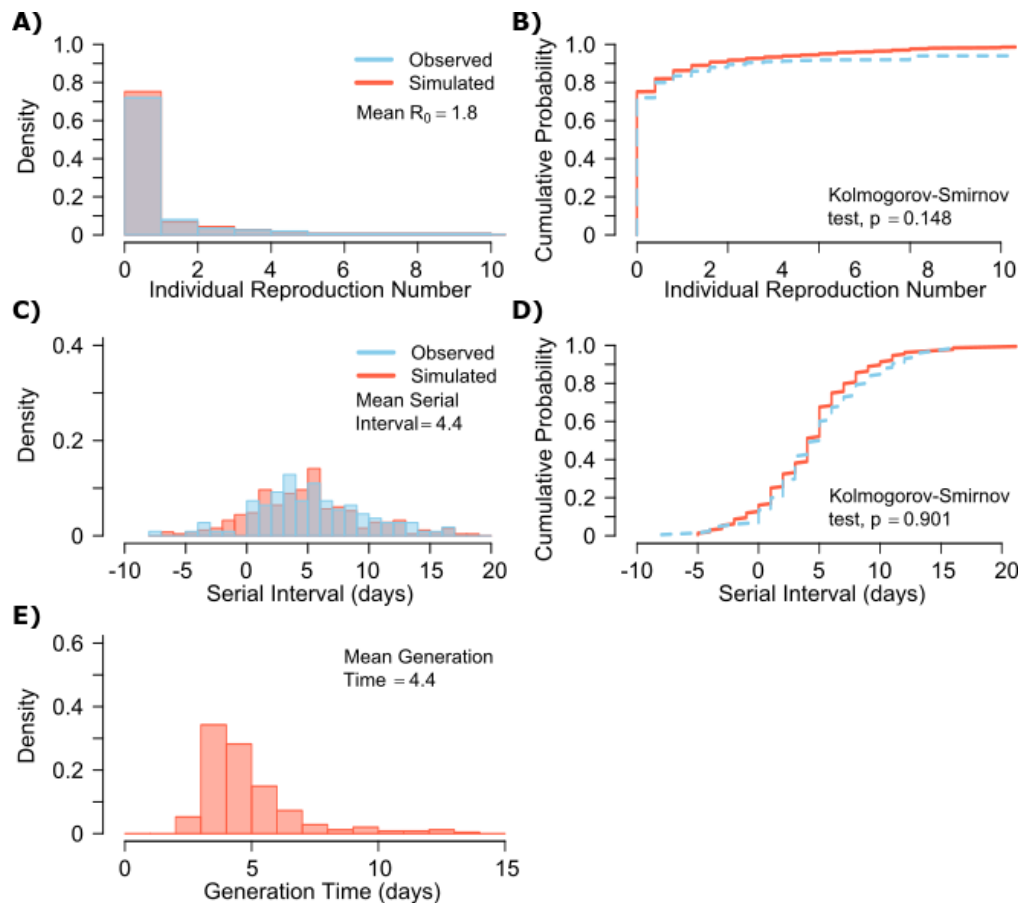 A)
1.0
0.8
0.6
0.4
0.2
0
Density
Observed
Simulated
Mean R₀ = 1.8
0 2 4 6 8 10
Individual Reproduction Number
B)
1.0
0.8
0.6
0.4
0.2
0
Cumulative Probability
Kolmogorov-Smirnov
test, p = 0.148
0 2 4 6 8 10
Individual Reproduction Number
C)
0.4
0.2
0
Density
Observed
Simulated
Mean Serial
Interval = 4.4
-10 -5 0 5 10 15 20
Serial Interval (days)
D)
1.0
0.8
0.6
0.4
0.2
0
Cumulative Probability
Kolmogorov-Smirnov
test, p = 0.901
-10 -5 0 5 10 15 20
Serial Interval (days)
E)
0.6
0.4
0.2
0
Density
Mean Generation
Time = 4.4
0 5 10 15
Generation Time (days)